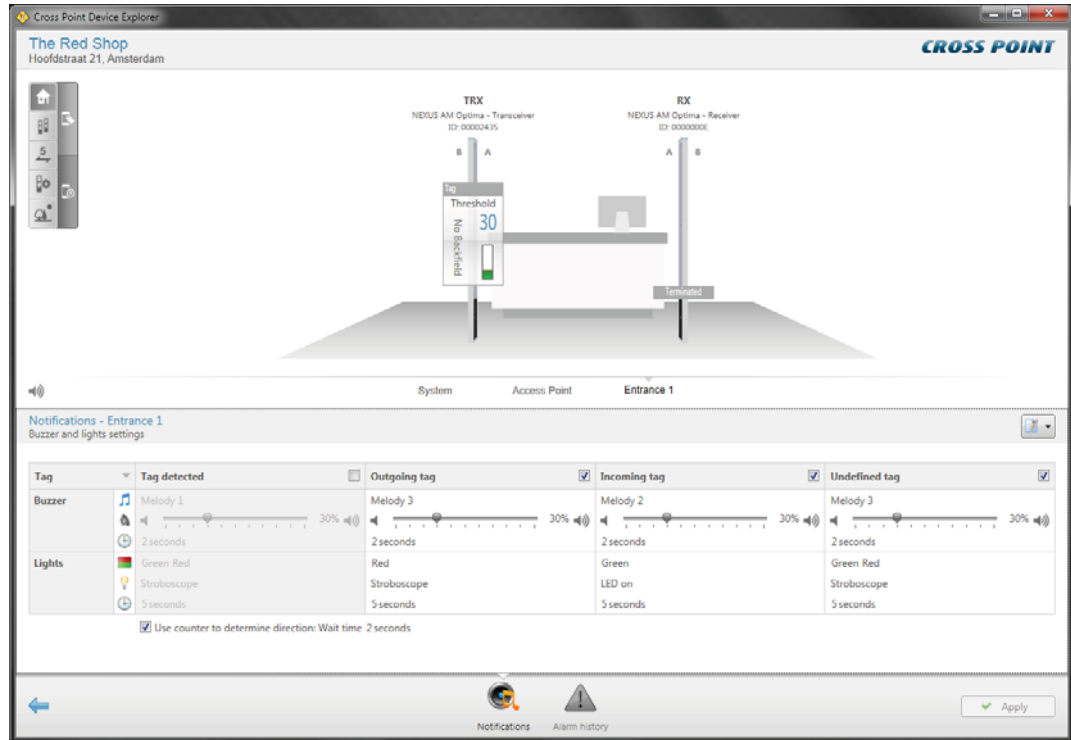 Cross Point Device Explorer
The Red Shop
Hoofdstraat 21, Amsterdam
CROSS POINT
TRX
NEXUS AM Optima - Transceiver
ID: 00002435
B A
RX
NEXUS AM Optima - Receiver
ID: 0000000E
A B
5
Tag
Threshold
30
No Backfield
Terminated
System Access Point Entrance 1
Notifications - Entrance 1
Buzzer and lights settings
Tag Tag detected Outgoing tag Incoming tag Undefined tag
Buzzer Melody 1 Melody 3 Melody 2 Melody 3
30% 30% 30% 30%
2 seconds 2 seconds 2 seconds 2 seconds
Lights Green Red Red Green Green Red
Stroboscope Stroboscope LED on Stroboscope
5 seconds 5 seconds 5 seconds 5 seconds
Use counter to determine direction: Wait time 2 seconds
Notifications Alarm history
Apply